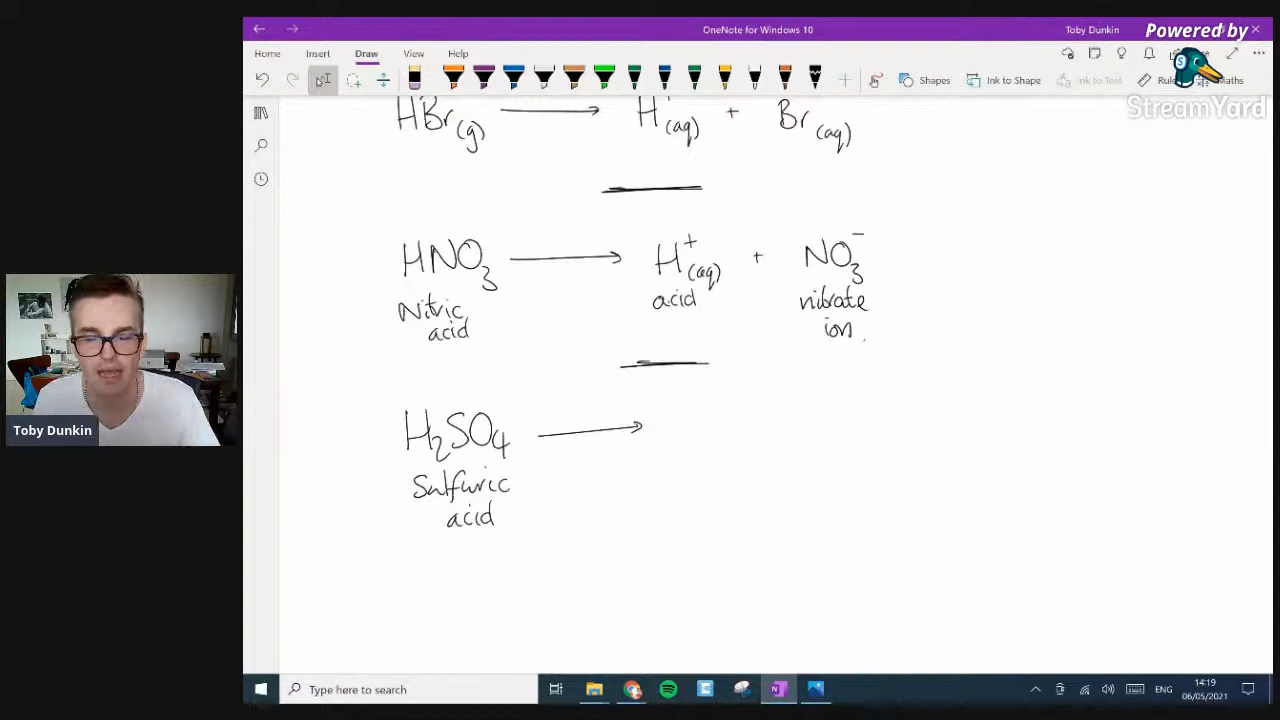 OneNote for Windows 10
Toby Dunkin
Powered by
StreamYard
Home Insert Draw View Help
Shapes Ink to Shape Ink to Text Ruler Maths
HBr(g) ⟶ H(aq) + Br(aq)
HNO3 ⟶ H+(aq) + NO3−
Nitric acid nitrate
acid ion.
H2SO4 ⟶
Sulfuric
acid
Toby Dunkin
Type here to search
ENG
14:19
06/05/2021